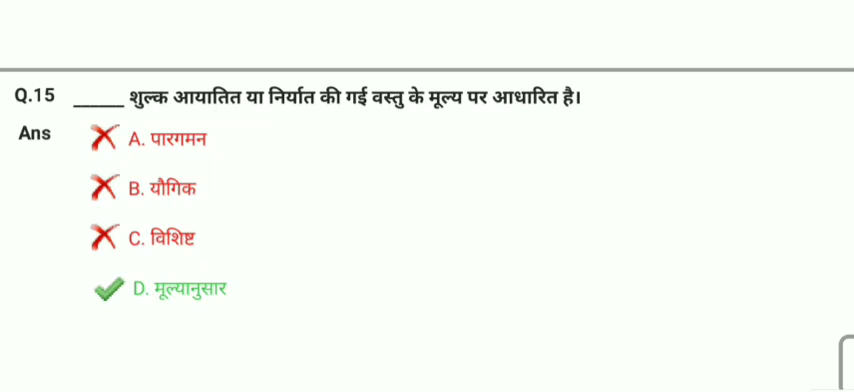 Q.15 _____ शुल्क आयातित या निर्यात की गई वस्तु के मूल्य पर आधारित है।
Ans A. पारगमन
B. यौगिक
C. विशिष्ट
D. मूल्यानुसार